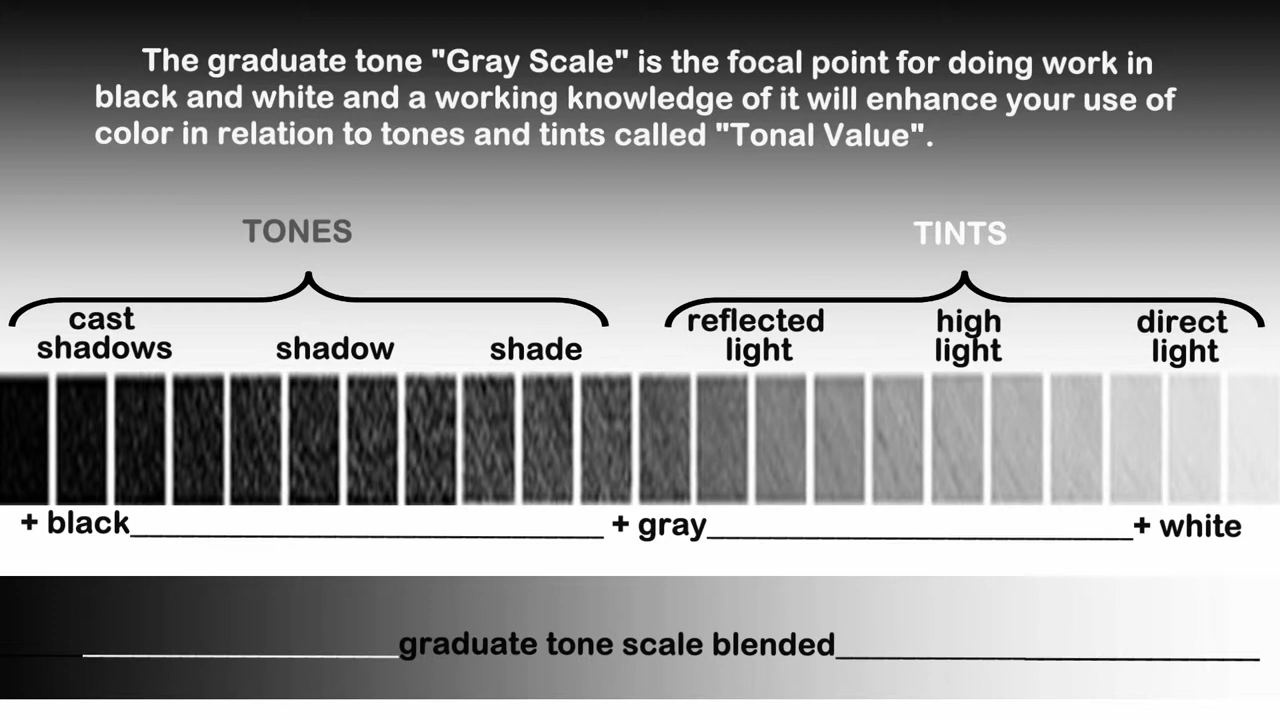 The graduate tone "Gray Scale" is the focal point for doing work in
black and white and a working knowledge of it will enhance your use of
color in relation to tones and tints called "Tonal Value".
TONES
TINTS
cast
shadows
shadow
shade
reflected
light
high
light
direct
light
+ black
+ gray
+ white
graduate tone scale blended